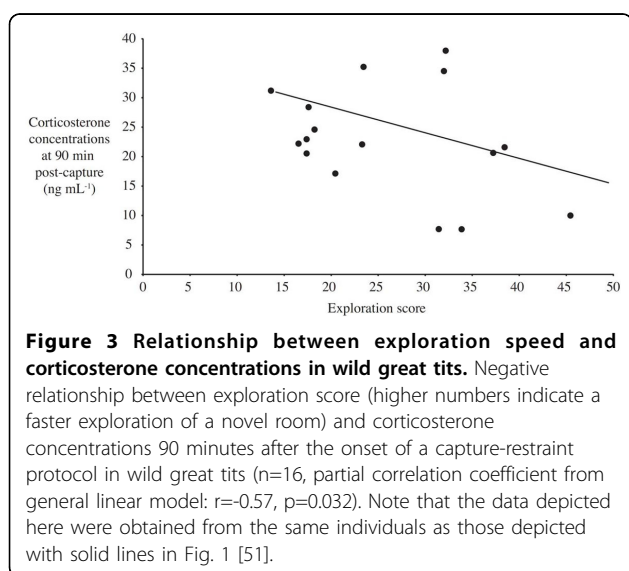 40
35
30
25
20
15
10
5
0
Corticosterone
concentrations
at 90 min
post-capture
(ng mL⁻¹)
0 5 10 15 20 25 30 35 40 45 50
Exploration score
Figure 3 Relationship between exploration speed and
corticosterone concentrations in wild great tits. Negative
relationship between exploration score (higher numbers indicate a
faster exploration of a novel room) and corticosterone
concentrations 90 minutes after the onset of a capture-restraint
protocol in wild great tits (n=16, partial correlation coefficient from
general linear model: r=-0.57, p=0.032). Note that the data depicted
here were obtained from the same individuals as those depicted
with solid lines in Fig. 1 [51].